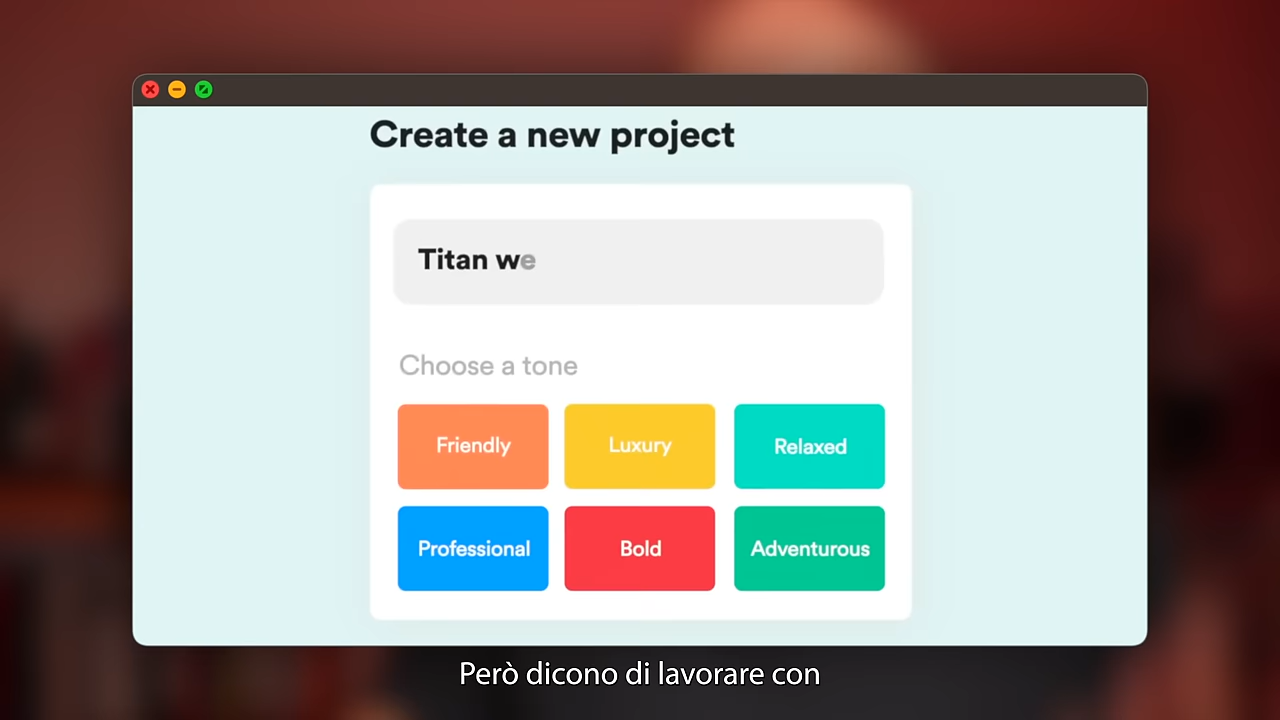 Create a new project
Titan we
Choose a tone
Friendly
Luxury
Relaxed
Professional
Bold
Adventurous
Però dicono di lavorare con